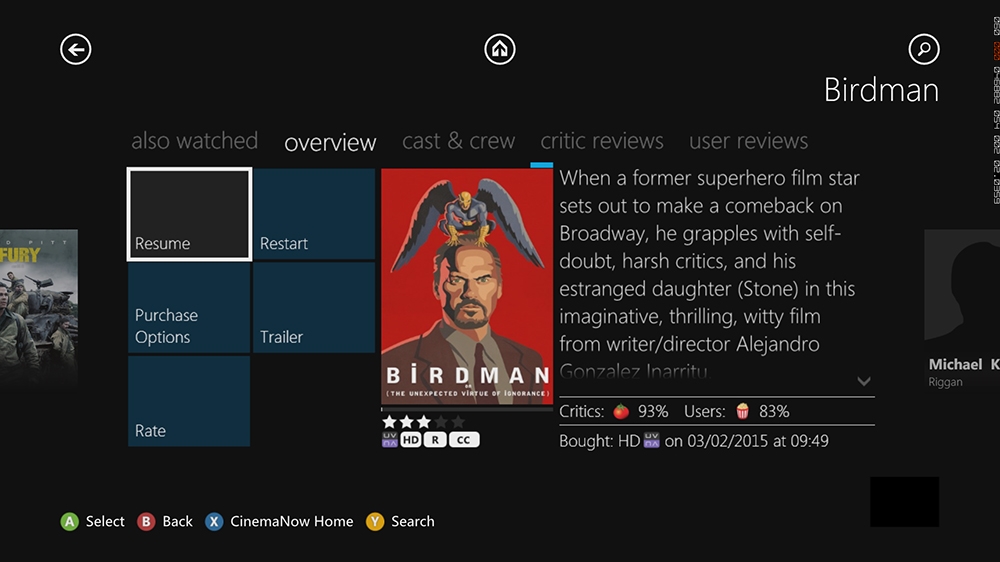 Birdman
also watched
overview
cast & crew
critic reviews
user reviews
Resume
Restart
Purchase
Options
Trailer
Rate
D PITT
FURY
BiRDMAN
OR
(THE UNEXPECTED VIRTUE OF IGNORANCE)
UV HD R CC
When a former superhero film star
sets out to make a comeback on
Broadway, he grapples with self-
doubt, harsh critics, and his
estranged daughter (Stone) in this
imaginative, thrilling, witty film
from writer/director Alejandro
Gonzalez Inarritu.
Critics: 93% Users: 83%
Bought: HD UV on 03/02/2015 at 09:49
Michael K
Riggan
A Select B Back X CinemaNow Home Y Search